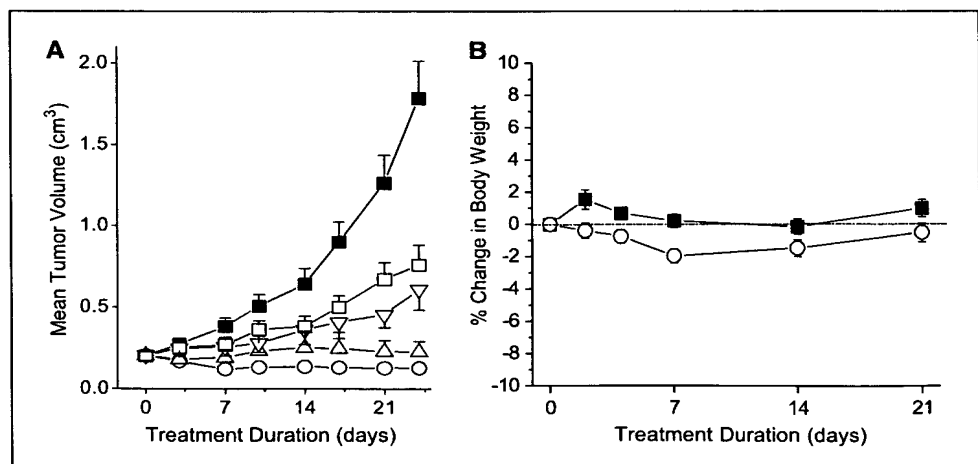 A
Mean Tumor Volume (cm³)
2.0
1.5
1.0
0.5
0.0
0 7 14 21
Treatment Duration (days)
B
% Change in Body Weight
10
8
6
4
2
0
-2
-4
-6
-8
-10
0 7 14 21
Treatment Duration (days)